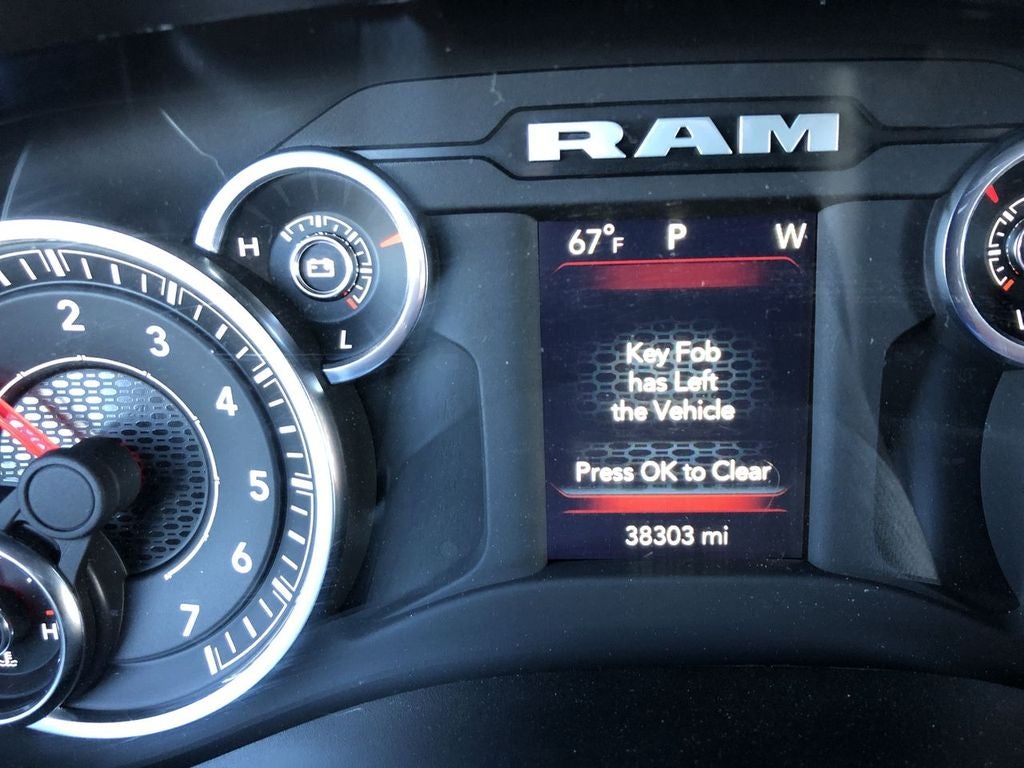 RAM
67°F P W
H
L
Key Fob
has Left
the Vehicle
Press OK to Clear
38303 mi
2
3
4
5
6
7
H